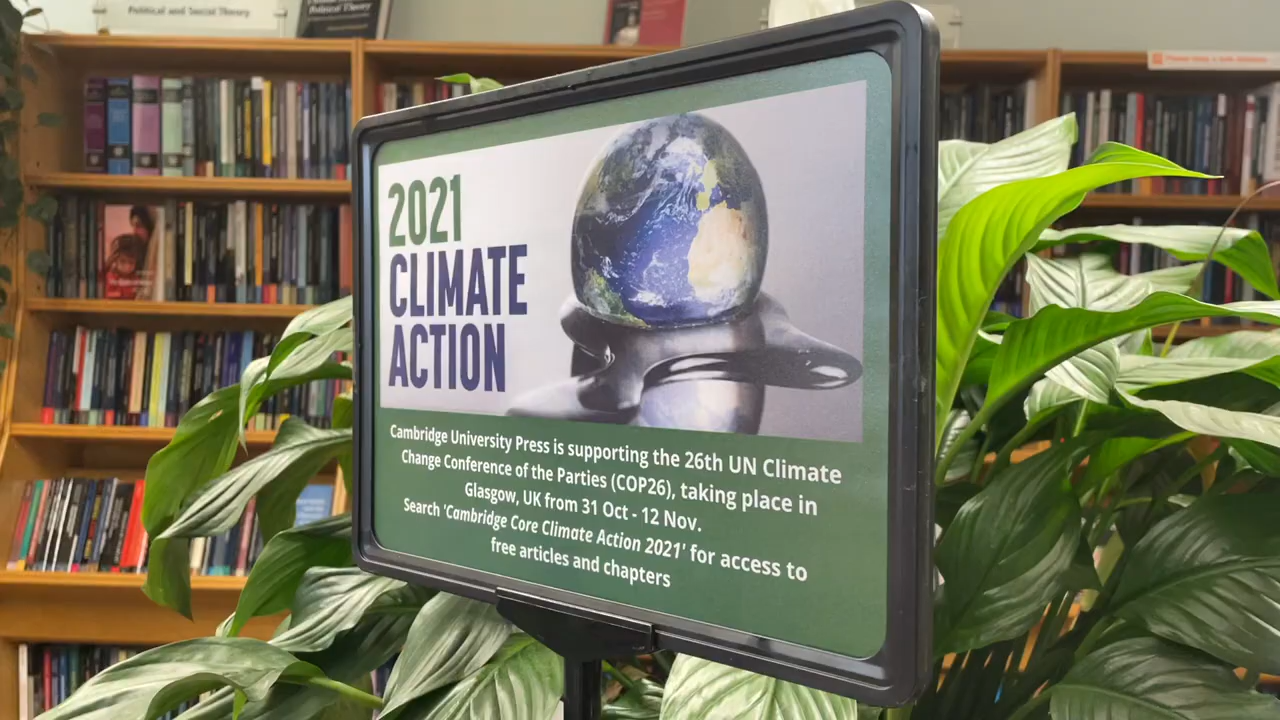 Political and Social Theory
Political Theory
2021
CLIMATE
ACTION
Cambridge University Press is supporting the 26th UN Climate
Change Conference of the Parties (COP26), taking place in
Glasgow, UK from 31 Oct - 12 Nov.
Search 'Cambridge Core Climate Action 2021' for access to
free articles and chapters